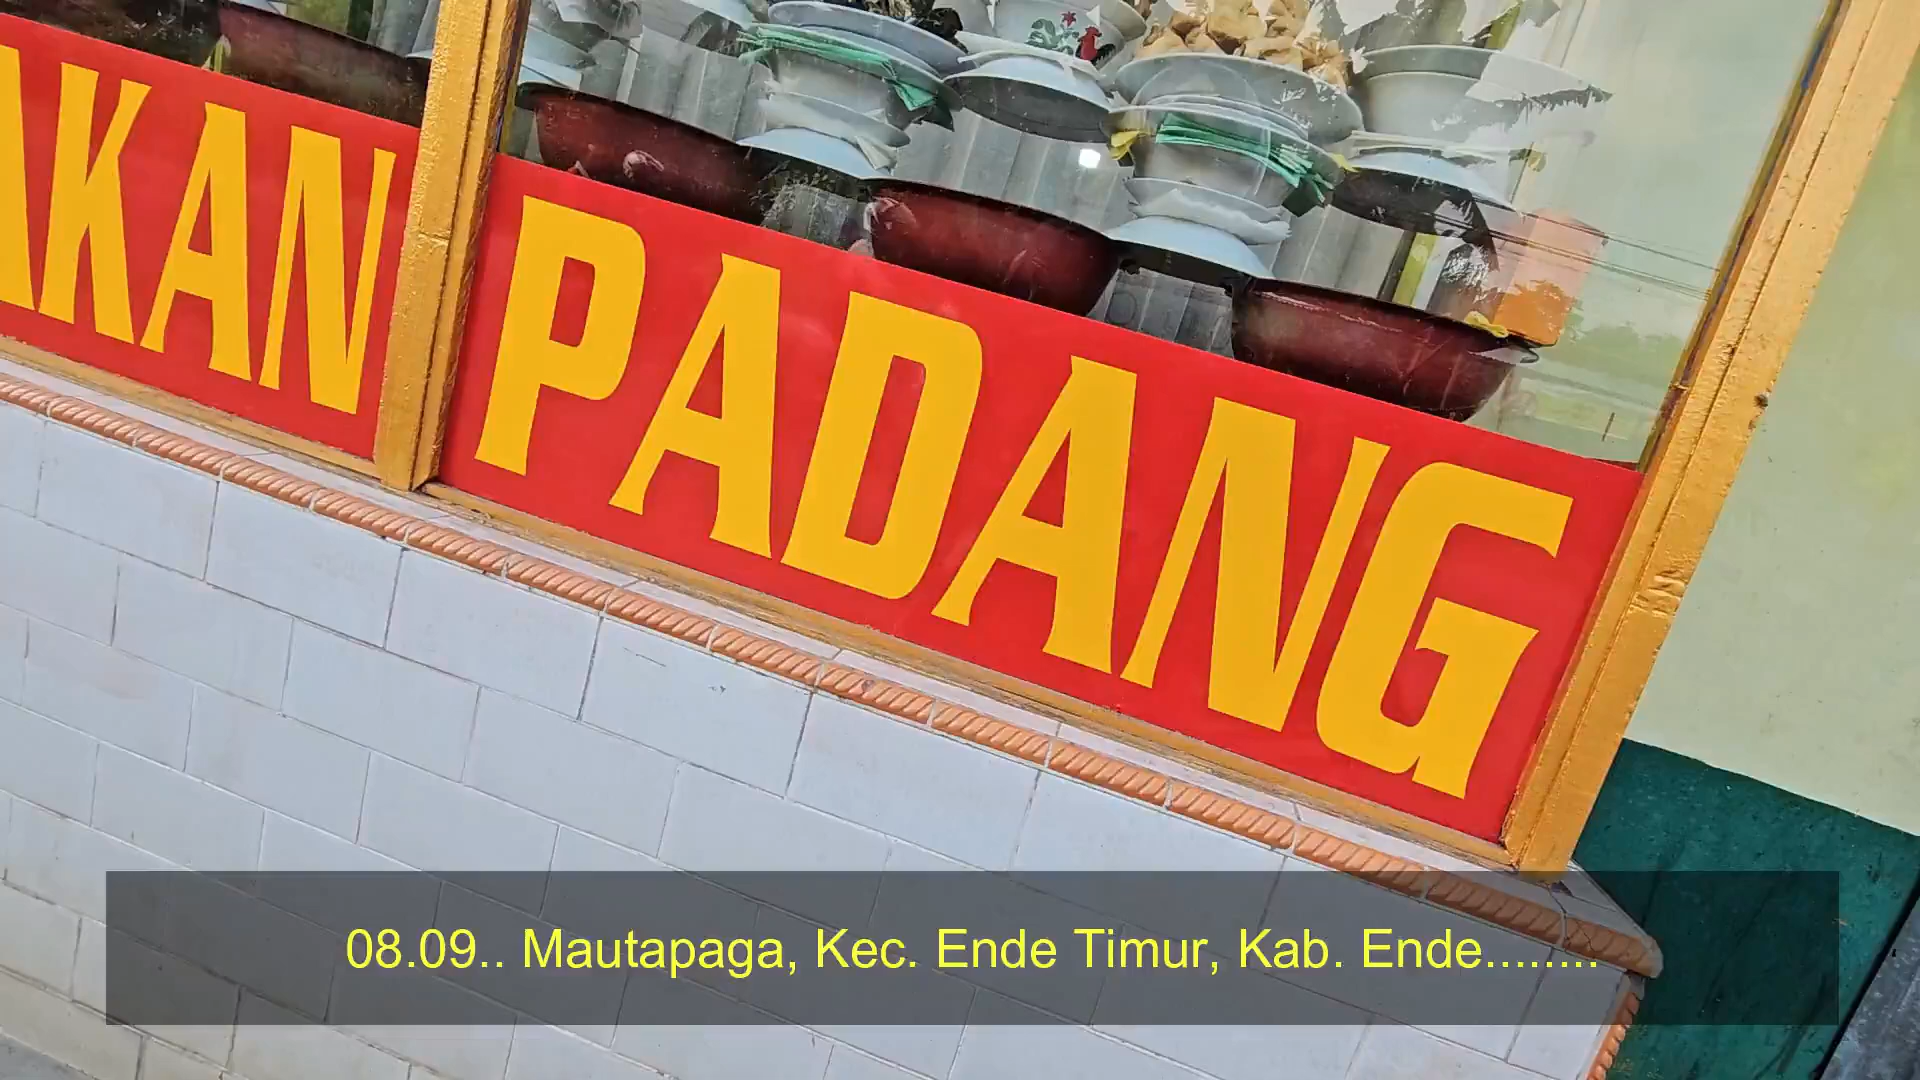 AKAN PADANG
08.09.. Mautapaga, Kec. Ende Timur, Kab. Ende........